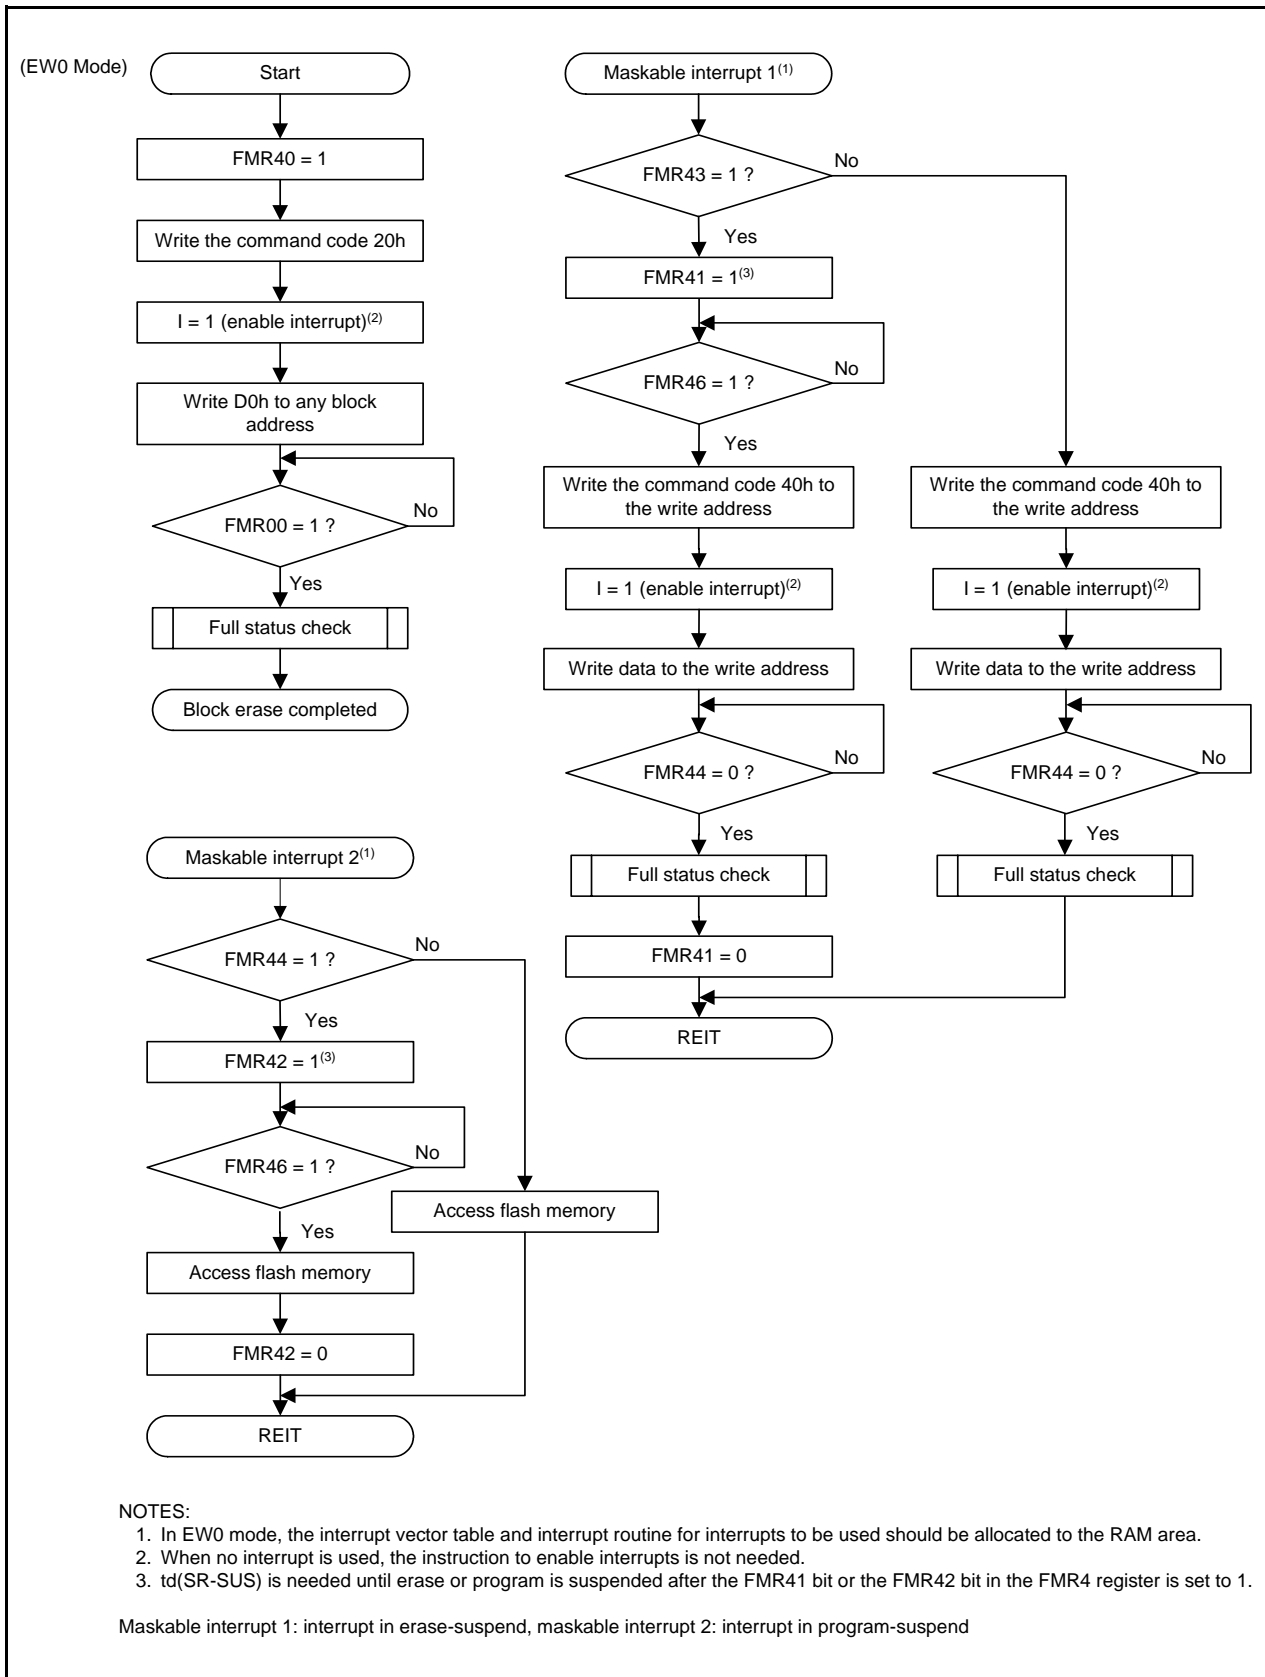 (EW0 Mode)
Start
FMR40 = 1
Write the command code 20h
I = 1 (enable interrupt)(2)
Write D0h to any block
address
FMR00 = 1 ?
No
Yes
Full status check
Block erase completed
Maskable interrupt 1(1)
FMR43 = 1 ?
No
Yes
FMR41 = 1(3)
FMR46 = 1 ?
No
Yes
Write the command code 40h to
the write address
I = 1 (enable interrupt)(2)
Write data to the write address
FMR44 = 0 ?
No
Yes
Full status check
FMR41 = 0
REIT
Write the command code 40h to
the write address
I = 1 (enable interrupt)(2)
Write data to the write address
FMR44 = 0 ?
No
Yes
Full status check
Maskable interrupt 2(1)
FMR44 = 1 ?
No
Yes
FMR42 = 1(3)
FMR46 = 1 ?
No
Yes
Access flash memory
FMR42 = 0
REIT
Access flash memory
NOTES:
1. In EW0 mode, the interrupt vector table and interrupt routine for interrupts to be used should be allocated to the RAM area.
2. When no interrupt is used, the instruction to enable interrupts is not needed.
3. td(SR-SUS) is needed until erase or program is suspended after the FMR41 bit or the FMR42 bit in the FMR4 register is set to 1.
Maskable interrupt 1: interrupt in erase-suspend, maskable interrupt 2: interrupt in program-suspend